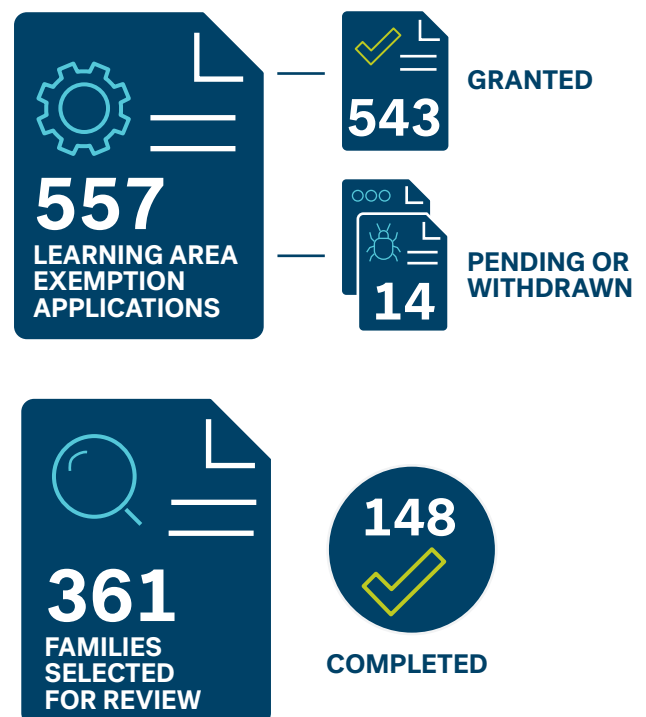 557
LEARNING AREA
EXEMPTION
APPLICATIONS
543
GRANTED
14
PENDING OR
WITHDRAWN
361
FAMILIES
SELECTED
FOR REVIEW
148
COMPLETED